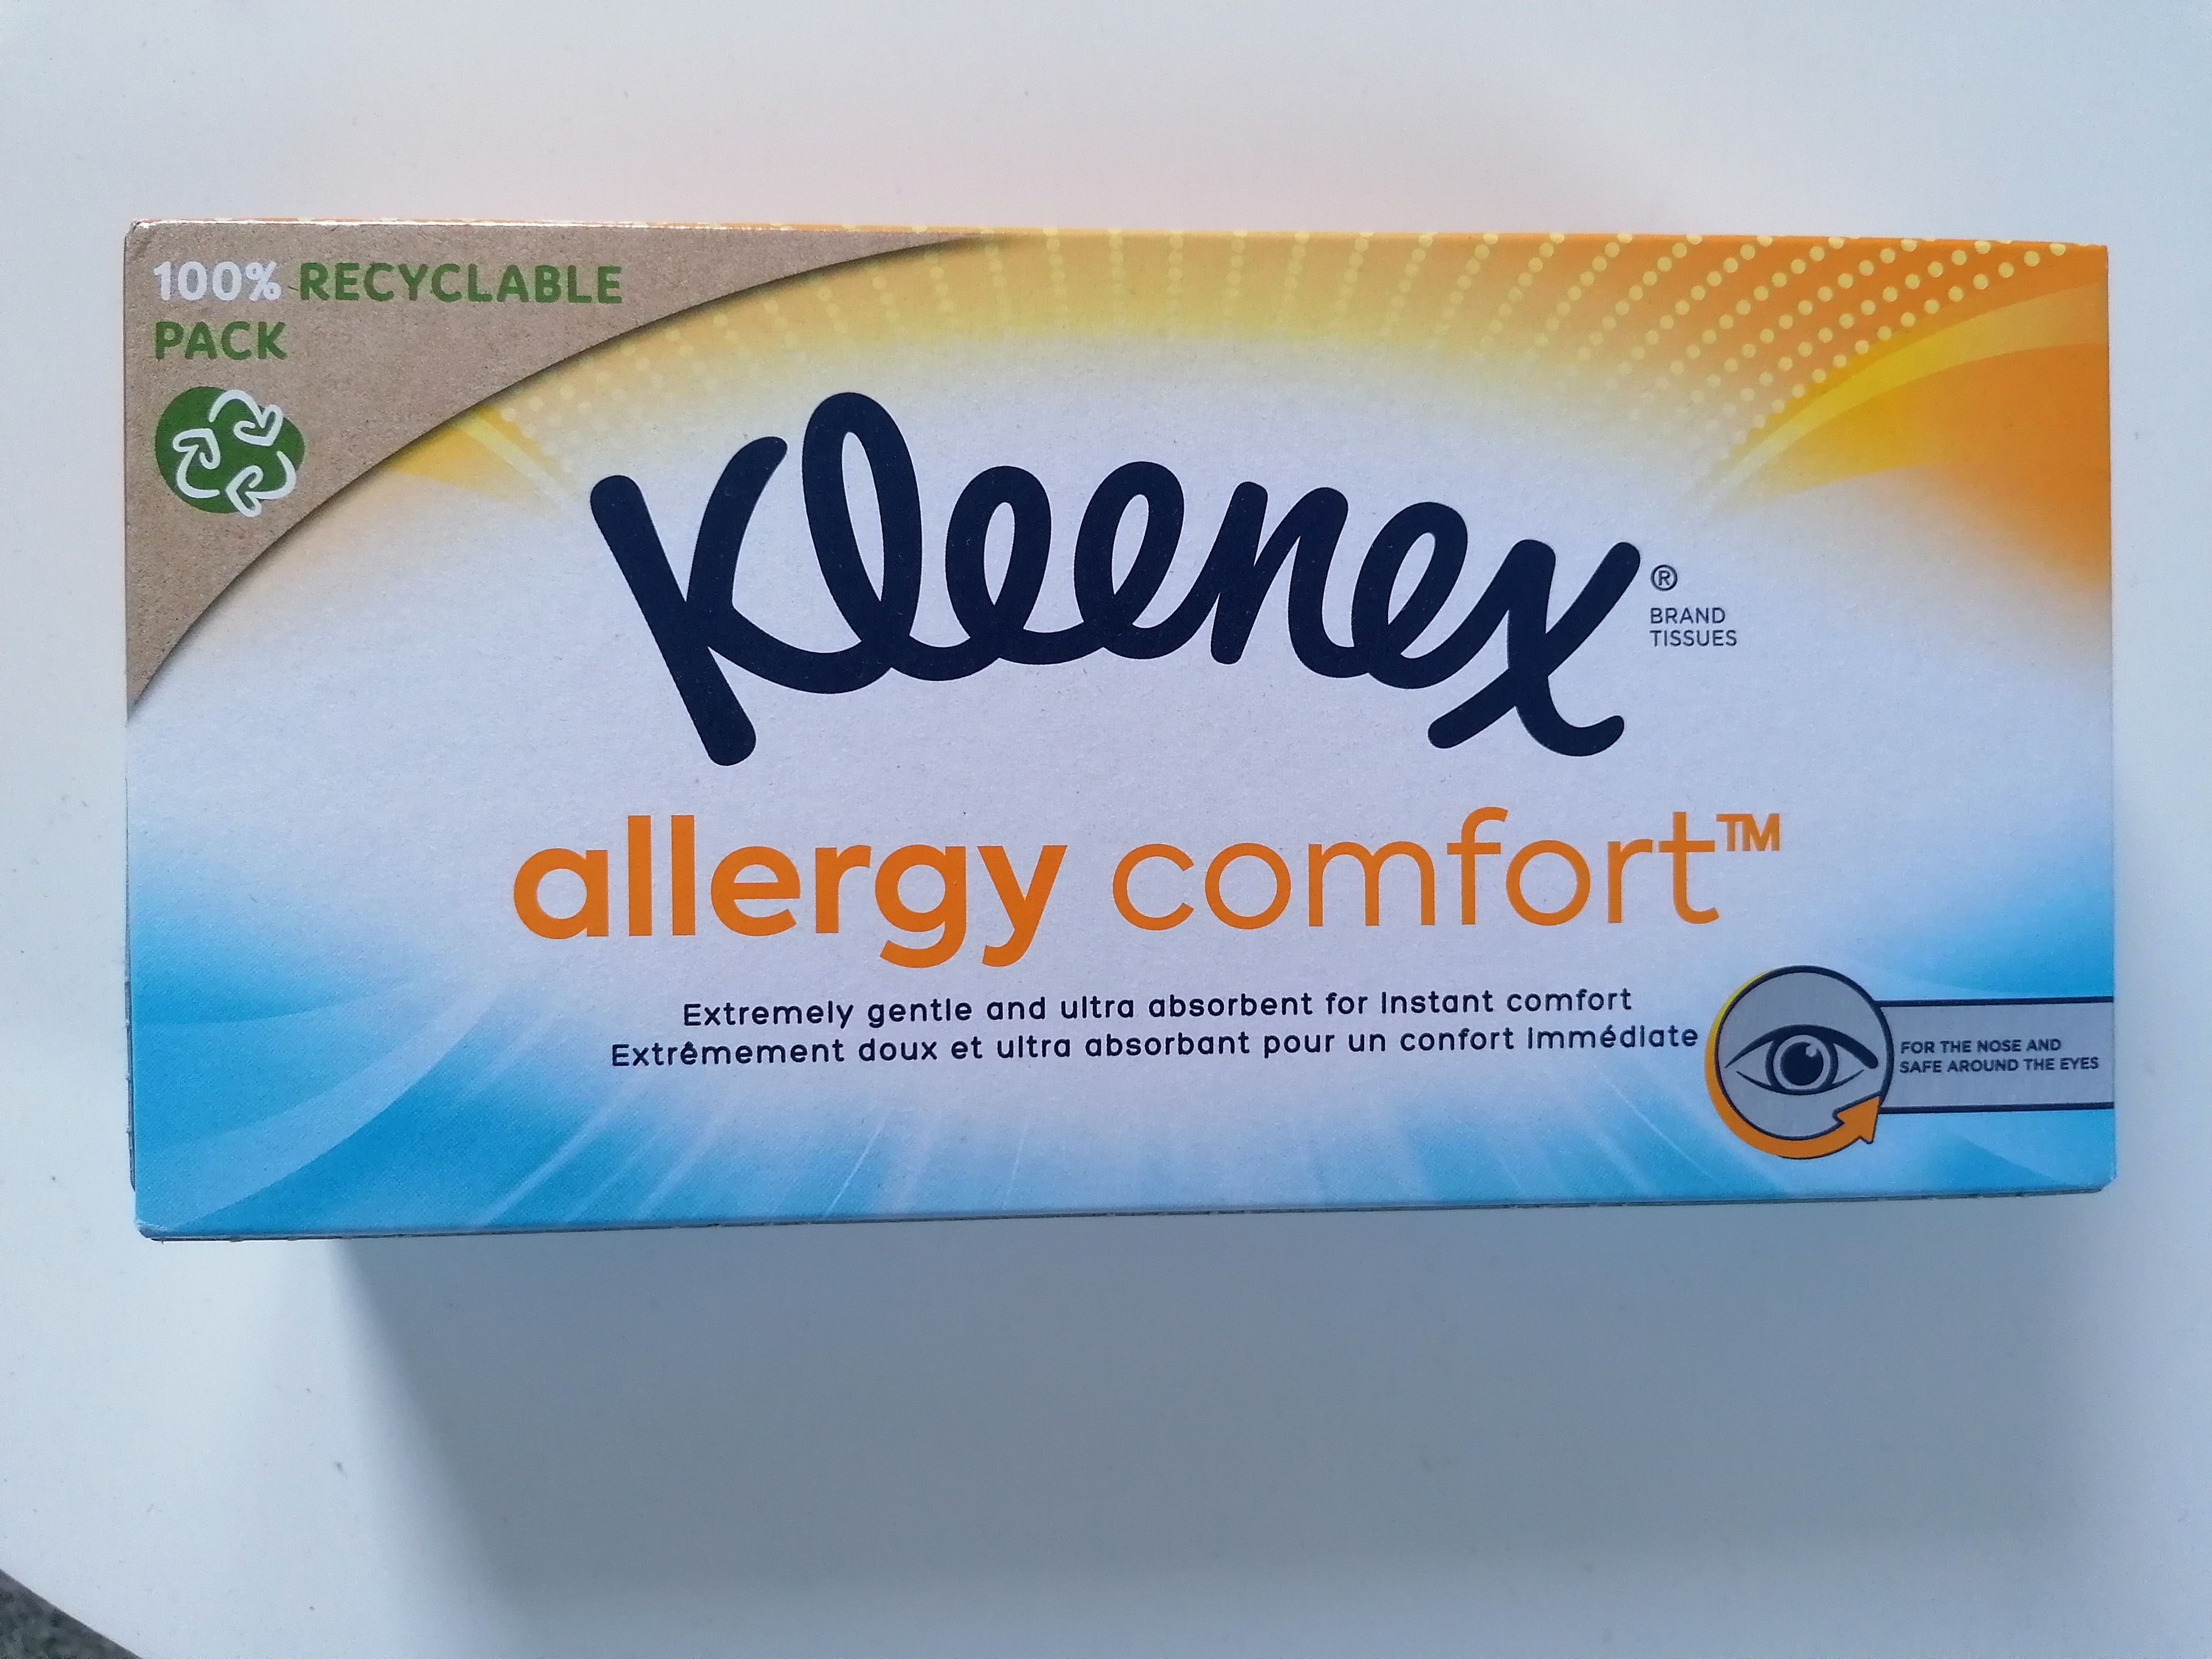 100% RECYCLABLE
PACK
Kleenex®
BRAND
TISSUES
allergy comfort™
Extremely gentle and ultra absorbent for Instant comfort
Extrêmement doux et ultra absorbant pour un confort Immédiate
FOR THE NOSE AND
SAFE AROUND THE EYES